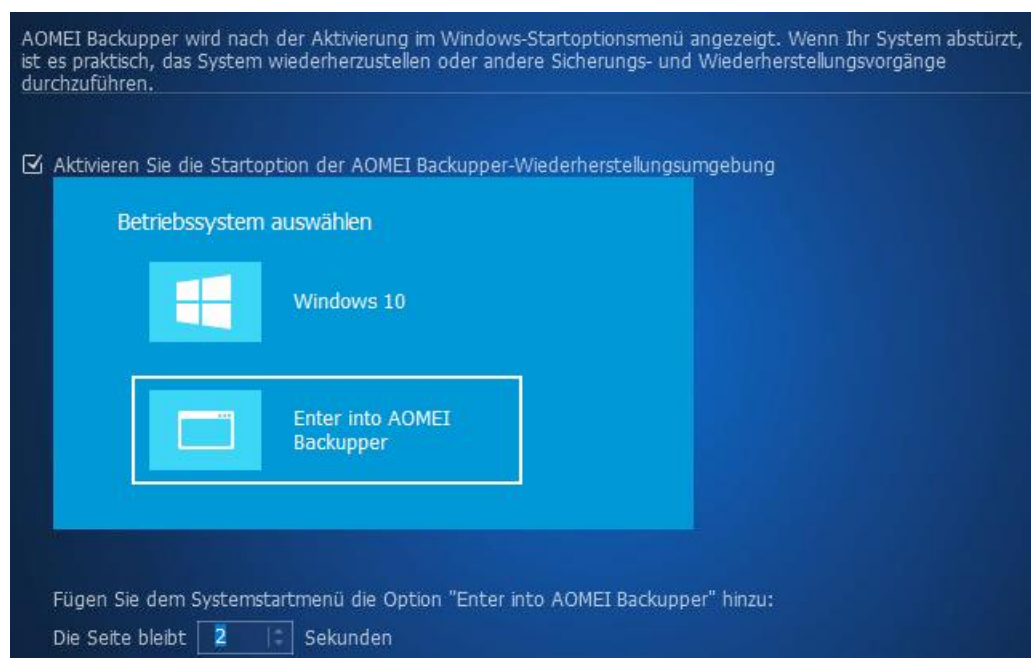 AOMEI Backupper wird nach der Aktivierung im Windows-Startoptionsmenü angezeigt. Wenn Ihr System abstürzt,
ist es praktisch, das System wiederherzustellen oder andere Sicherungs- und Wiederherstellungsvorgänge
durchzuführen.
Aktivieren Sie die Startoption der AOMEI Backupper-Wiederherstellungsumgebung
Betriebssystem auswählen
Windows 10
Enter into AOMEI
Backupper
Fügen Sie dem Systemstartmenü die Option "Enter into AOMEI Backupper" hinzu:
Die Seite bleibt 2 Sekunden